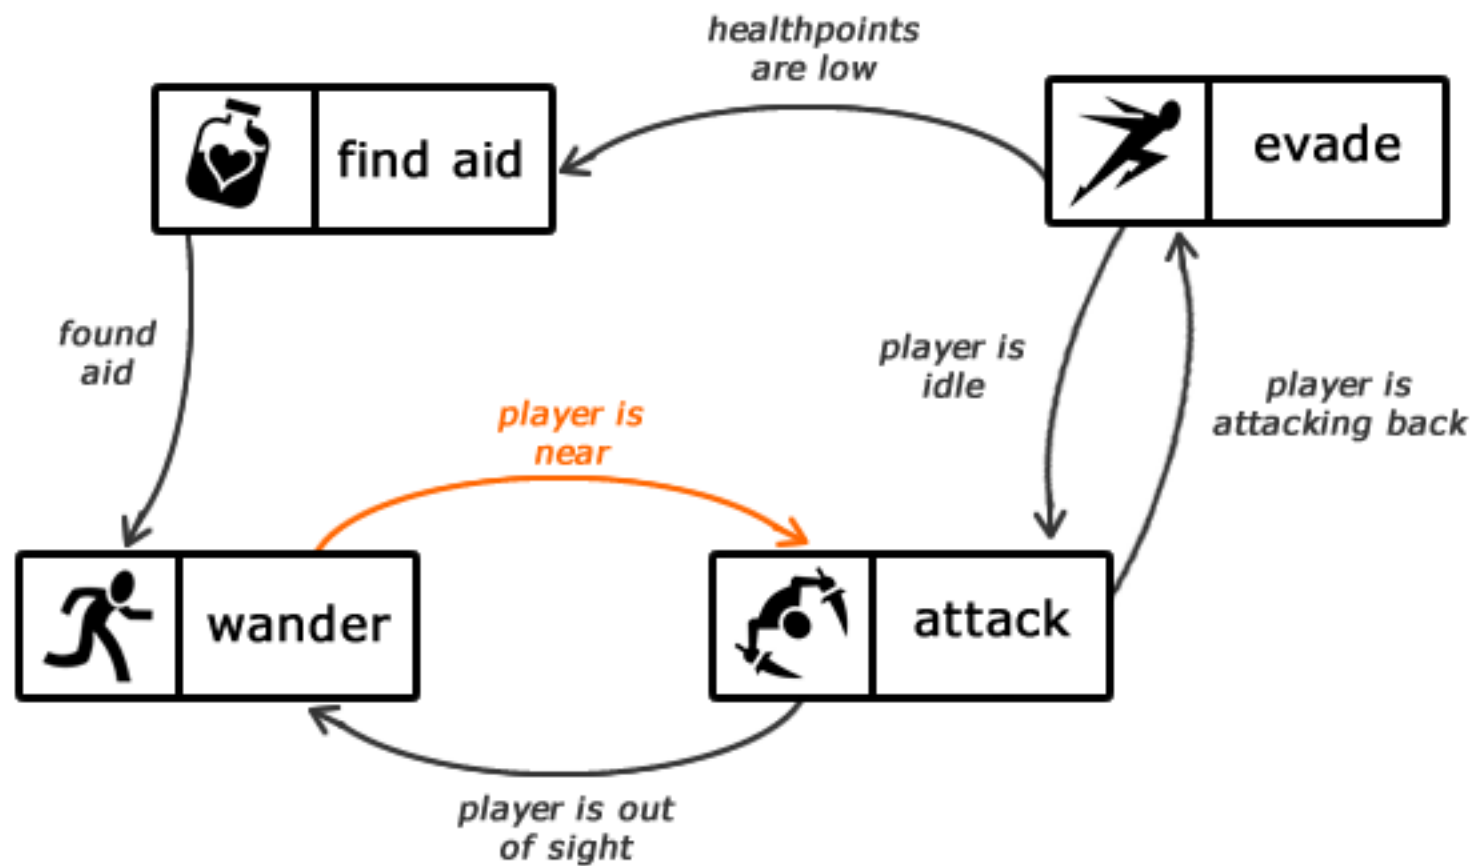 healthpoints
are low
find aid
evade
found
aid
player is
idle
player is
attacking back
player is
near
wander
attack
player is out
of sight